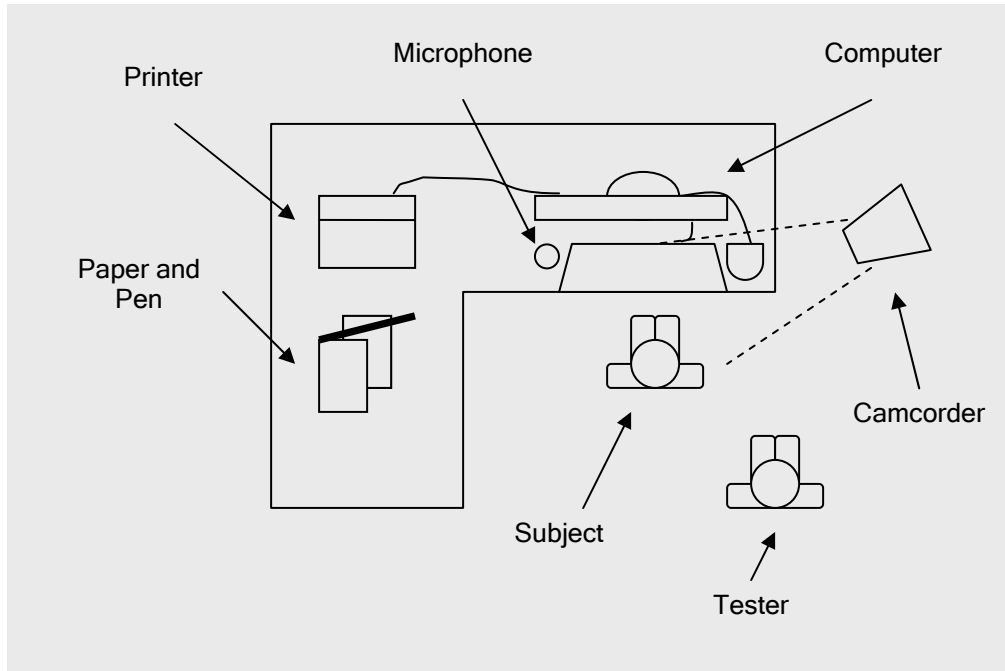 Microphone
Computer
Printer
Paper and
Pen
Camcorder
Subject
Tester